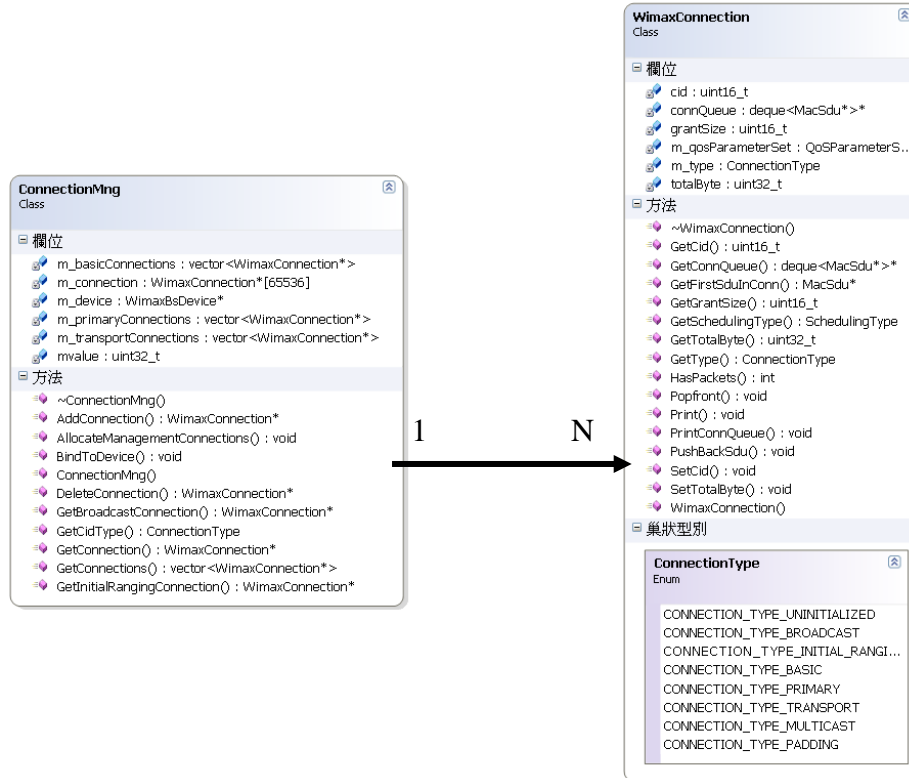 ConnectionMng
Class
欄位
m_basicConnections : vector<WimaxConnection*>
m_connection : WimaxConnection*[65536]
m_device : WimaxBsDevice*
m_primaryConnections : vector<WimaxConnection*>
m_transportConnections : vector<WimaxConnection*>
mvalue : uint32_t
方法
~ConnectionMng()
AddConnection() : WimaxConnection*
AllocateManagementConnections() : void
BindToDevice() : void
ConnectionMng()
DeleteConnection() : WimaxConnection*
GetBroadcastConnection() : WimaxConnection*
GetCidType() : ConnectionType
GetConnection() : WimaxConnection*
GetConnections() : vector<WimaxConnection*>
GetInitialRangingConnection() : WimaxConnection*
1
N
WimaxConnection
Class
欄位
cid : uint16_t
connQueue : deque<MacSdu*>*
grantSize : uint16_t
m_qosParameterSet : QoSParameterS...
m_type : ConnectionType
totalByte : uint32_t
方法
~WimaxConnection()
GetCid() : uint16_t
GetConnQueue() : deque<MacSdu*>*
GetFirstSduInConn() : MacSdu*
GetGrantSize() : uint16_t
GetSchedulingType() : SchedulingType
GetTotalByte() : uint32_t
GetType() : ConnectionType
HasPackets() : int
Popfront() : void
Print() : void
PrintConnQueue() : void
PushBackSdu() : void
SetCid() : void
SetTotalByte() : void
WimaxConnection()
巢狀型別
ConnectionType
Enum
CONNECTION_TYPE_UNINITIALIZED
CONNECTION_TYPE_BROADCAST
CONNECTION_TYPE_INITIAL_RANGI...
CONNECTION_TYPE_BASIC
CONNECTION_TYPE_PRIMARY
CONNECTION_TYPE_TRANSPORT
CONNECTION_TYPE_MULTICAST
CONNECTION_TYPE_PADDING